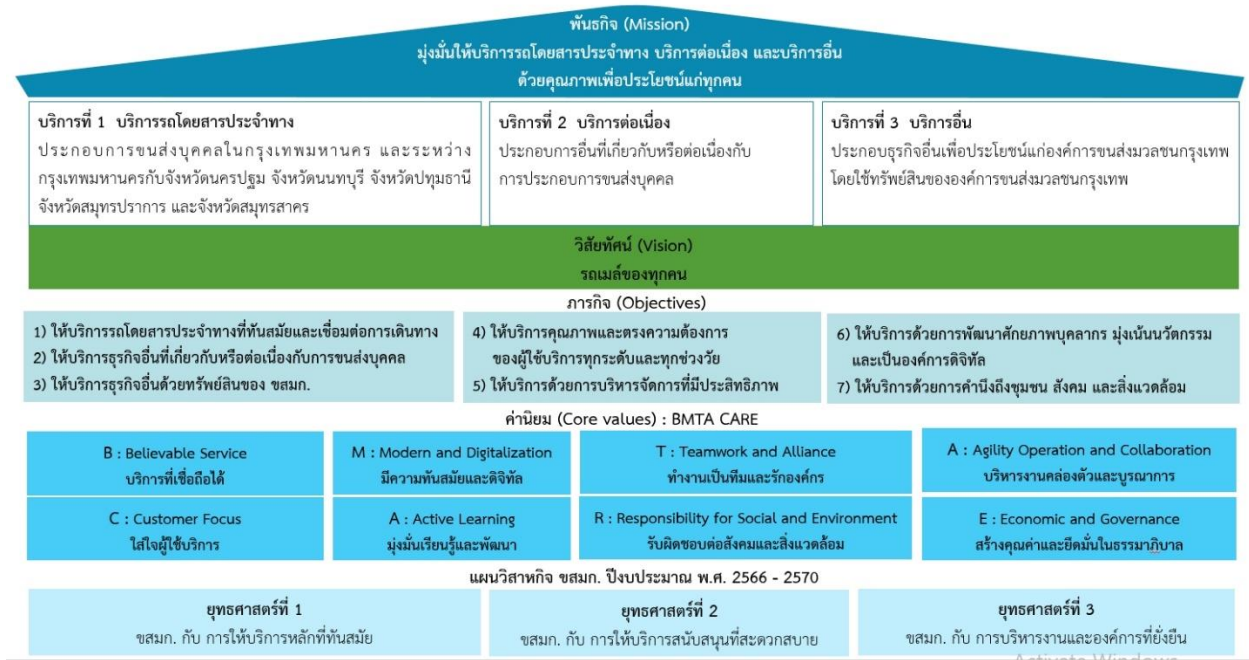 พันธกิจ (Mission)
มุ่งมั่นให้บริการรถโดยสารประจำทาง บริการต่อเนื่อง และบริการอื่น
ด้วยคุณภาพเพื่อประโยชน์แก่ทุกคน
บริการที่ 1 บริการรถโดยสารประจำทาง
ประกอบการขนส่งบุคคลในกรุงเทพมหานคร และระหว่าง
กรุงเทพมหานครกับจังหวัดนครปฐม จังหวัดนนทบุรี จังหวัดปทุมธานี
จังหวัดสมุทรปราการ และจังหวัดสมุทรสาคร
บริการที่ 2 บริการต่อเนื่อง
ประกอบการอื่นที่เกี่ยวกับหรือต่อเนื่องกับ
การประกอบการขนส่งบุคคล
บริการที่ 3 บริการอื่น
ประกอบธุรกิจอื่นเพื่อประโยชน์แก่องค์การขนส่งมวลชนกรุงเทพ
โดยใช้ทรัพย์สินขององค์การขนส่งมวลชนกรุงเทพ
วิสัยทัศน์ (Vision)
รถเมล์ของทุกคน
ภารกิจ (Objectives)
1) ให้บริการรถโดยสารประจำทางที่ทันสมัยและเชื่อมต่อการเดินทาง
2) ให้บริการธุรกิจอื่นที่เกี่ยวกับหรือต่อเนื่องกับการขนส่งบุคคล
3) ให้บริการธุรกิจอื่นด้วยทรัพย์สินของ ขสมก.
4) ให้บริการคุณภาพและตรงความต้องการ
ของผู้ใช้บริการทุกระดับและทุกช่วงวัย
5) ให้บริการด้วยการบริหารจัดการที่มีประสิทธิภาพ
6) ให้บริการด้วยการพัฒนาศักยภาพบุคลากร มุ่งเน้นนวัตกรรม
และเป็นองค์การดิจิทัล
7) ให้บริการด้วยการคำนึงถึงชุมชน สังคม และสิ่งแวดล้อม
ค่านิยม (Core values) : BMTA CARE
B : Believable Service
บริการที่เชื่อถือได้
M : Modern and Digitalization
มีความทันสมัยและดิจิทัล
T : Teamwork and Alliance
ทำงานเป็นทีมและรักองค์กร
A : Agility Operation and Collaboration
บริหารงานคล่องตัวและบูรณาการ
C : Customer Focus
ใส่ใจผู้ใช้บริการ
A : Active Learning
มุ่งมั่นเรียนรู้และพัฒนา
R : Responsibility for Social and Environment
รับผิดชอบต่อสังคมและสิ่งแวดล้อม
E : Economic and Governance
สร้างคุณค่าและยึดมั่นในธรรมาภิบาล
แผนวิสาหกิจ ขสมก. ปีงบประมาณ พ.ศ. 2566 - 2570
ยุทธศาสตร์ที่ 1
ขสมก. กับ การให้บริการหลักที่ทันสมัย
ยุทธศาสตร์ที่ 2
ขสมก. กับ การให้บริการสนับสนุนที่สะดวกสบาย
ยุทธศาสตร์ที่ 3
ขสมก. กับ การบริหารงานและองค์การที่ยั่งยืน
Activate Windows